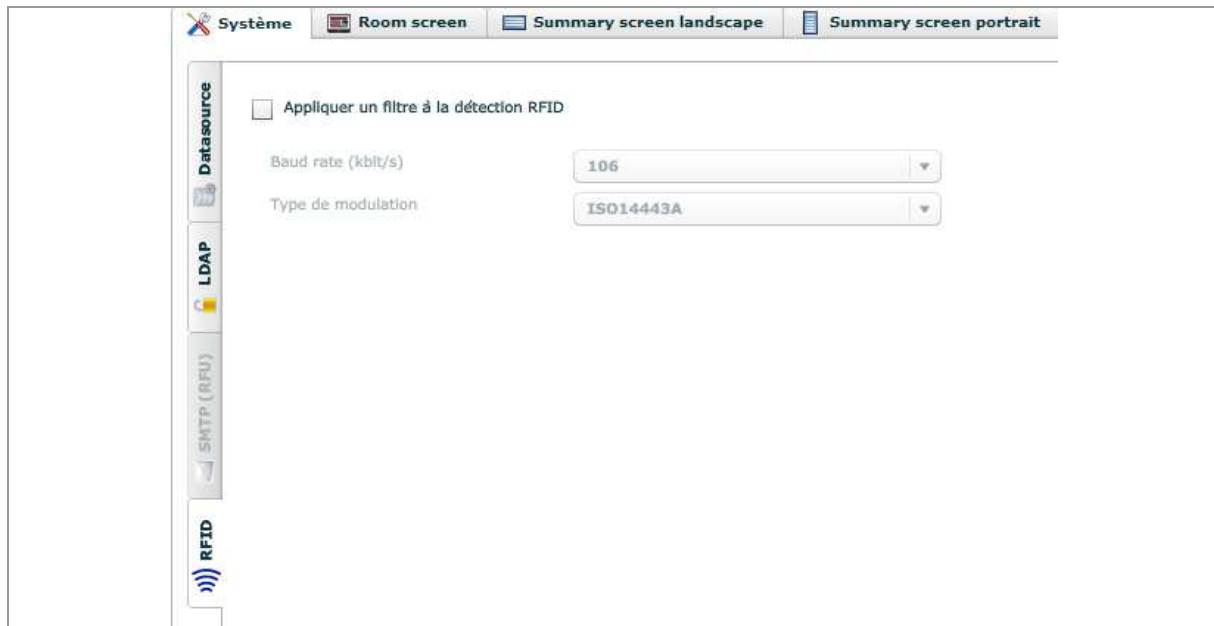 Système
Room screen
Summary screen landscape
Summary screen portrait
Datasource
LDAP
SMTP (RFU)
RFID
Appliquer un filtre á la détection RFID
Baud rate (kbit/s)
106
Type de modulation
ISO14443A